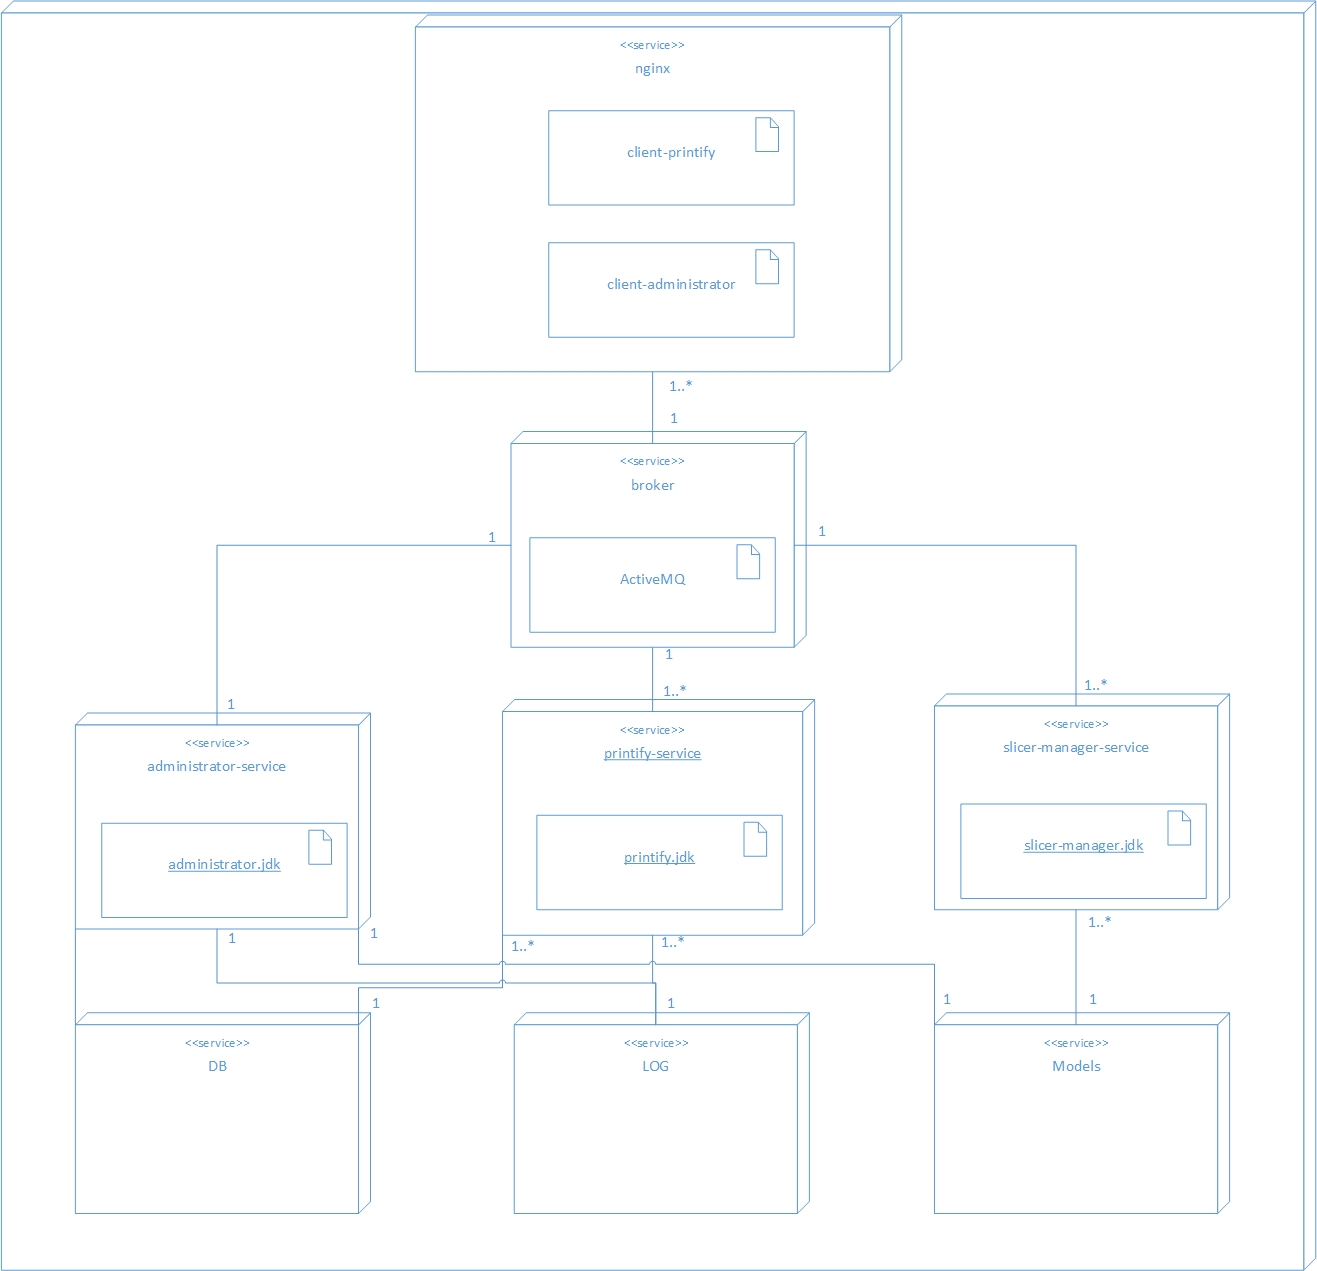 <<service>>
nginx
client-printify
client-administrator
1..*
1
<<service>>
broker
1
1
ActiveMQ
1
1..*
1
1..*
<<service>>
administrator-service
administrator.jdk
<<service>>
printify-service
printify.jdk
<<service>>
slicer-manager-service
slicer-manager.jdk
1
1
1..*
1..*
1..*
1
1
1
1
<<service>>
DB
<<service>>
LOG
<<service>>
Models